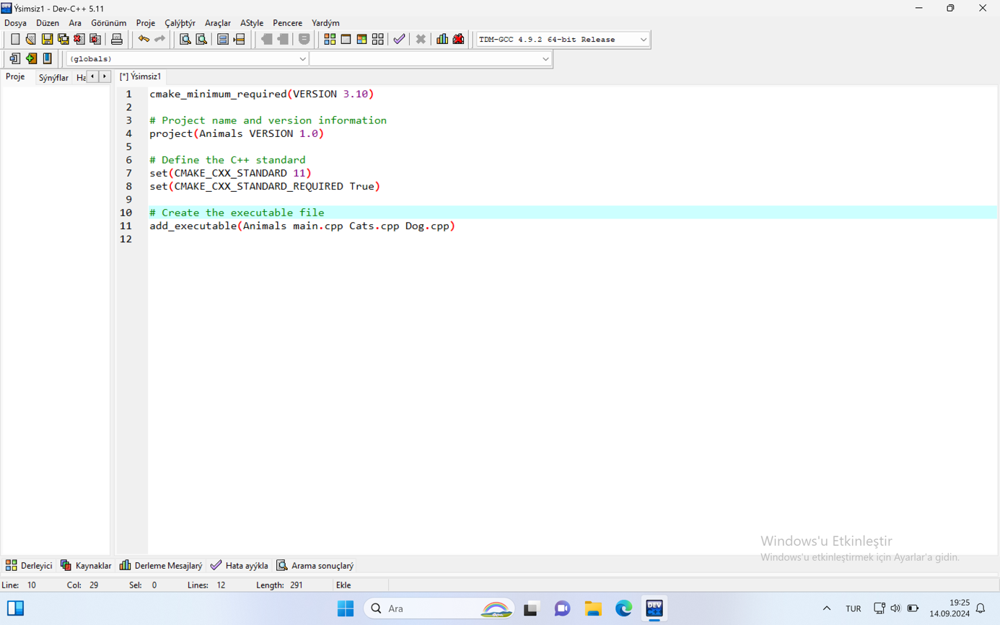 Ýsimsiz1 - Dev-C++ 5.11
Dosya Düzen Ara Görünüm Proje Çalýþtýr Araçlar AStyle Pencere Yardým
TDM-GCC 4.9.2 64-bit Release
(globals)
Proje Sýnýflar Ha [*] Ýsimsiz1
1 cmake_minimum_required(VERSION 3.10)
2
3 # Project name and version information
4 project(Animals VERSION 1.0)
5
6 # Define the C++ standard
7 set(CMAKE_CXX_STANDARD 11)
8 set(CMAKE_CXX_STANDARD_REQUIRED True)
9
10 # Create the executable file
11 add_executable(Animals main.cpp Cats.cpp Dog.cpp)
12
Windows'u Etkinleştir
Windows'u etkinleştirmek için Ayarlar'a gidin.
Derleyici Kaynaklar Derleme Mesajlarý Hata ayýkla Arama sonuçlarý
Line: 10 Col: 29 Sel: 0 Lines: 12 Length: 291 Ekle
Ara DEV TUR 19:25
14.09.2024